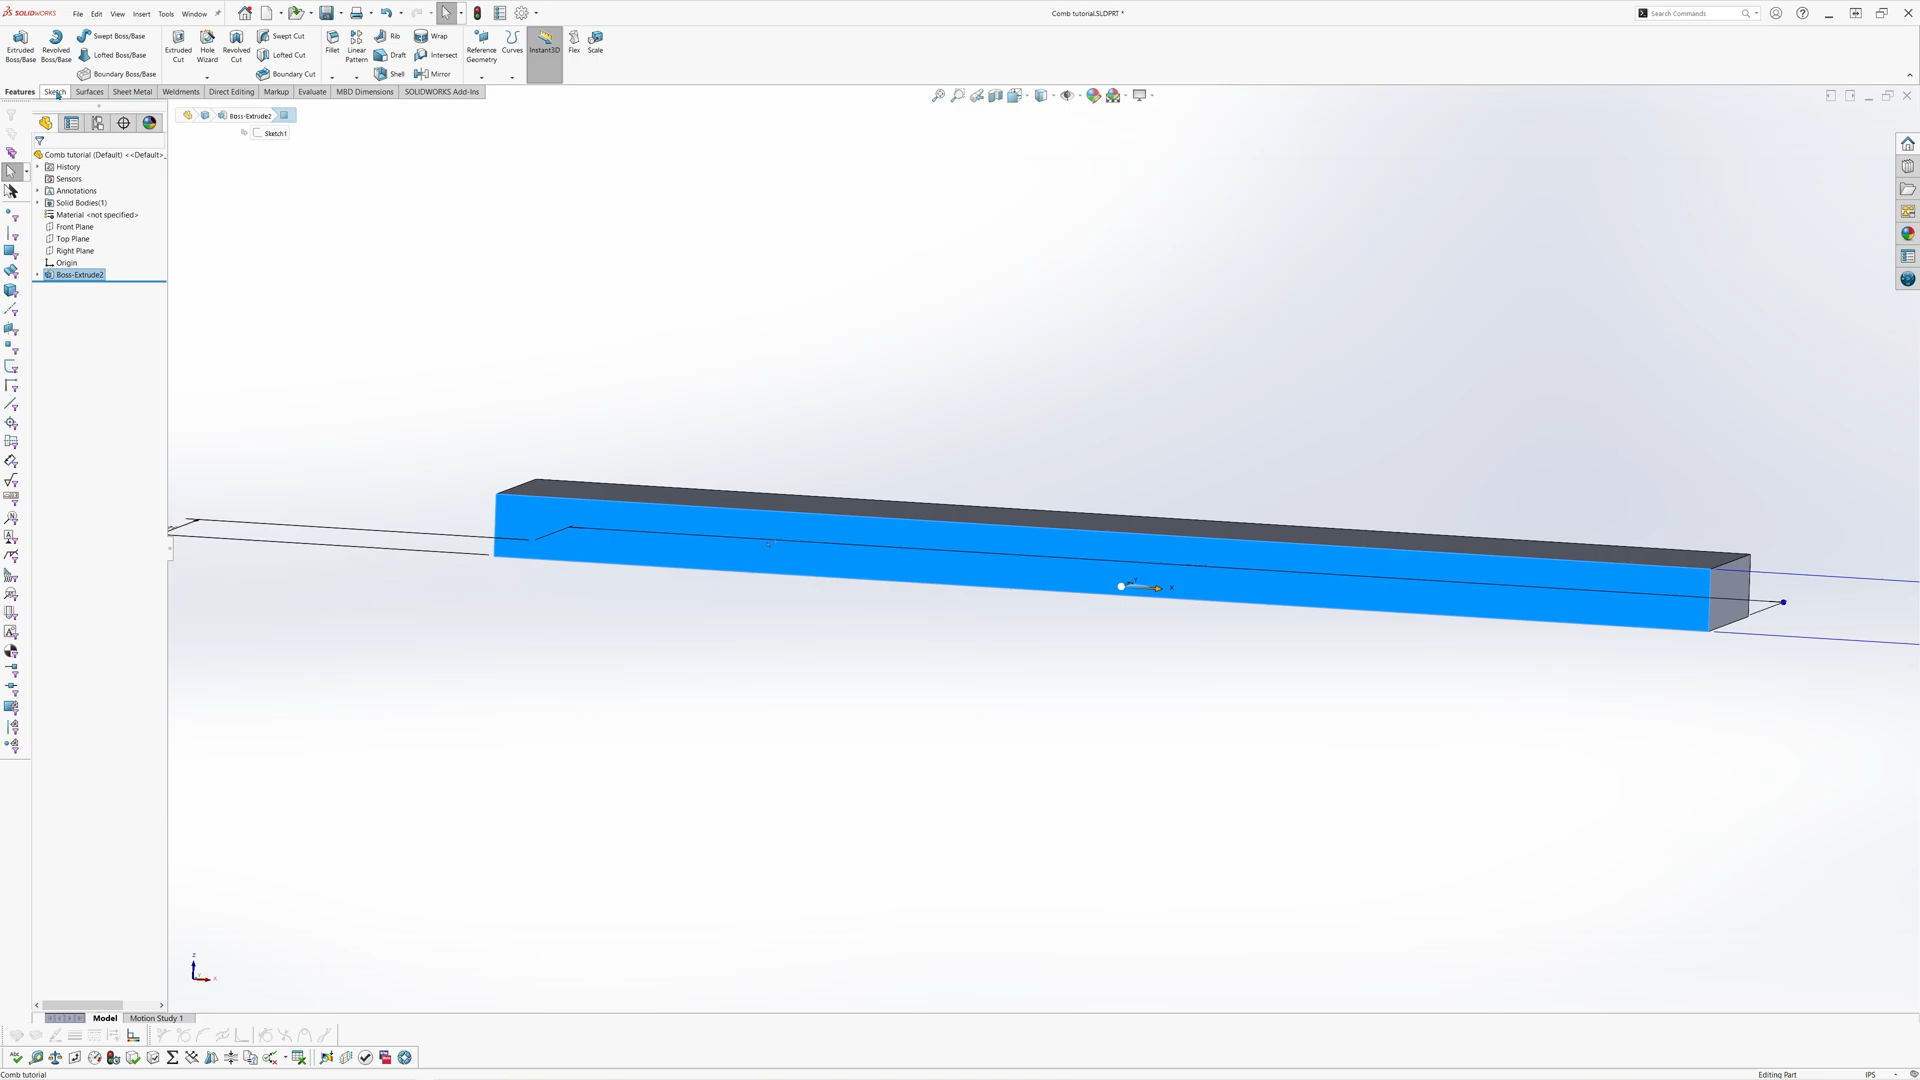 SOLIDWORKS File Edit View Insert Tools Window Comb tutorial.SLDPRT * Search Commands
Extruded Boss/Base Revolved Boss/Base Swept Boss/Base Lofted Boss/Base Boundary Boss/Base Extruded Cut Hole Wizard Revolved Cut Swept Cut Lofted Cut Boundary Cut Fillet Linear Pattern Rib Draft Shell Wrap Intersect Mirror Reference Geometry Curves Instant3D Flex Scale
Features Sketch Surfaces Sheet Metal Weldments Direct Editing Markup Evaluate MBD Dimensions SOLIDWORKS Add-Ins
Boss-Extrude2
Sketch1
Comb tutorial (Default) <<Default>_
History
Sensors
Annotations
Solid Bodies(1)
Material <not specified>
Front Plane
Top Plane
Right Plane
Origin
Boss-Extrude2
Y X
Z
X
Model Motion Study 1
Comb tutorial Editing Part IPS